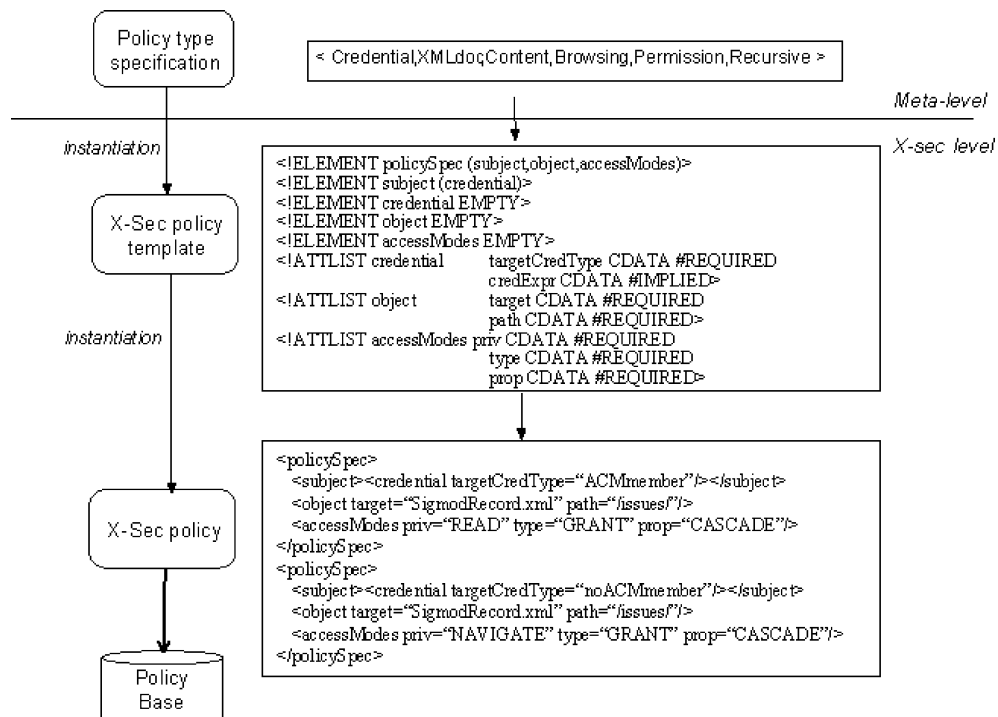 Policy type
specification
< Credential,XMLdoc,Content,Browsing,Permission,Recursive >
Meta-level
instantiation
X-sec level
<!ELEMENT policySpec (subject,object,accessModes)>
<!ELEMENT subject (credential)>
<!ELEMENT credential EMPTY>
<!ELEMENT object EMPTY>
<!ELEMENT accessModes EMPTY>
<!ATTLIST credential targetCredType CDATA #REQUIRED
credExpr CDATA #IMPLIED>
<!ATTLIST object target CDATA #REQUIRED
path CDATA #REQUIRED>
<!ATTLIST accessModes priv CDATA #REQUIRED
type CDATA #REQUIRED
prop CDATA #REQUIRED>
X-Sec policy
template
instantiation
<policySpec>
<subject><credential targetCredType=“ACMmember”/></subject>
<object target=“SigmodRecord.xml” path=“/issues/”/>
<accessModes priv=“READ” type=“GRANT” prop=“CASCADE”/>
</policySpec>
<policySpec>
<subject><credential targetCredType=“noACMmember”/></subject>
<object target=“SigmodRecord.xml” path=“/issues/”/>
<accessModes priv=“NAVIGATE” type=“GRANT” prop=“CASCADE”/>
</policySpec>
X-Sec policy
Policy
Base